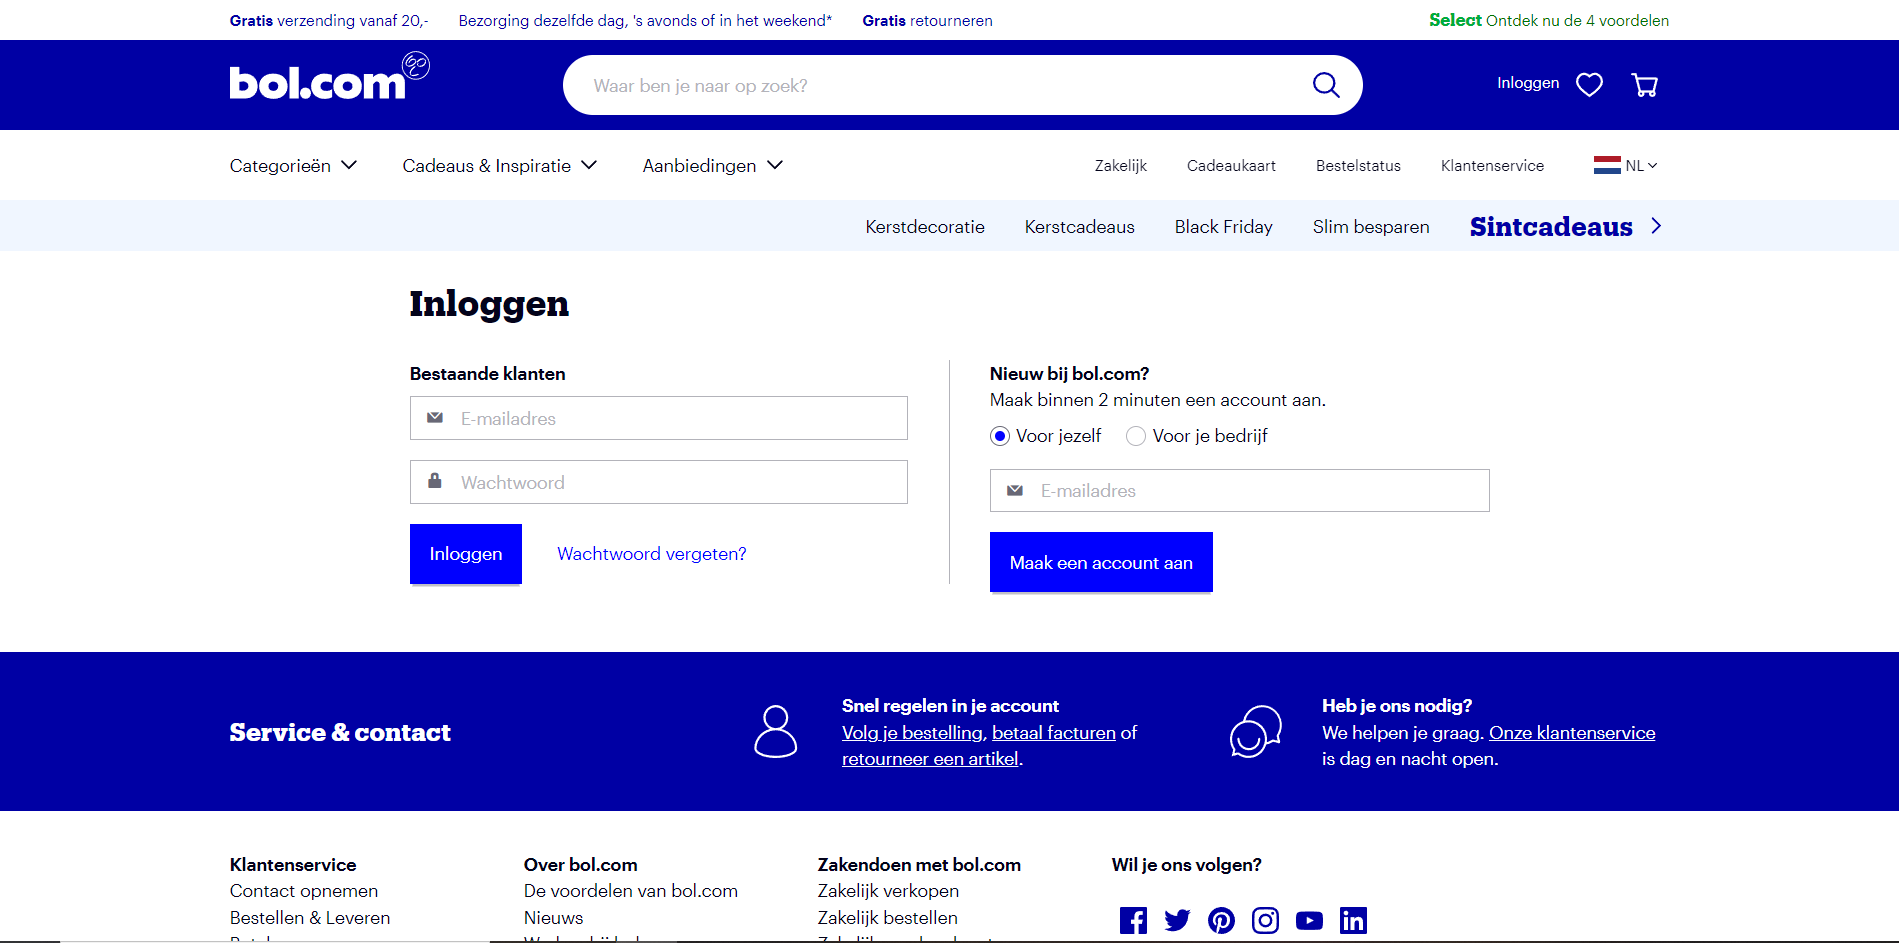 Gratis verzending vanaf 20,- Bezorging dezelfde dag, 's avonds of in het weekend* Gratis retourneren Select Ontdek nu de 4 voordelen
bol.com
Waar ben je naar op zoek?
Inloggen
Categorieën Cadeaus & Inspiratie Aanbiedingen Zakelijk Cadeaukaart Bestelstatus Klantenservice NL
Kerstdecoratie Kerstcadeaus Black Friday Slim besparen Sintcadeaus
Inloggen
Bestaande klanten
E-mailadres
Wachtwoord
Inloggen Wachtwoord vergeten?
Nieuw bij bol.com?
Maak binnen 2 minuten een account aan.
Voor jezelf Voor je bedrijf
E-mailadres
Maak een account aan
Service & contact
Snel regelen in je account
Volg je bestelling, betaal facturen of
retourneer een artikel.
Heb je ons nodig?
We helpen je graag. Onze klantenservice
is dag en nacht open.
Klantenservice
Contact opnemen
Bestellen & Leveren
Over bol.com
De voordelen van bol.com
Nieuws
Zakendoen met bol.com
Zakelijk verkopen
Zakelijk bestellen
Wil je ons volgen?